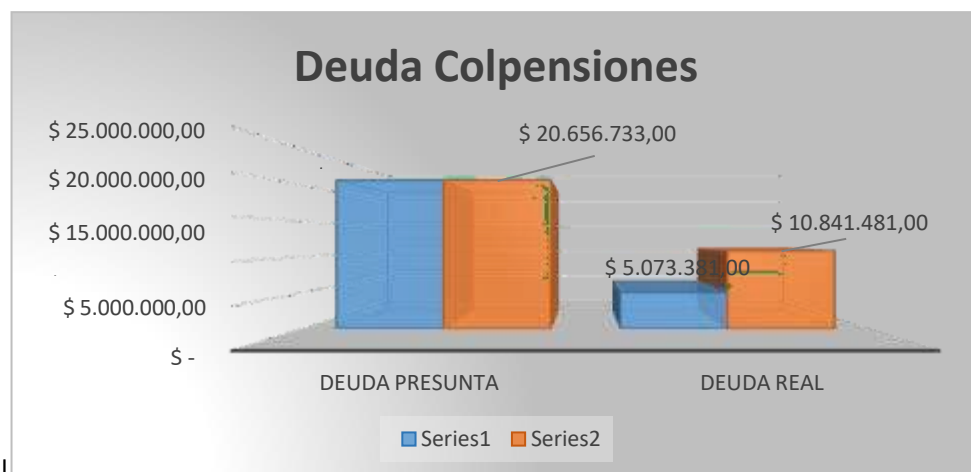 Deuda Colpensiones
$ 25.000.000,00
$ 20.000.000,00
$ 15.000.000,00
$ 5.000.000,00
$ -
$ 20.656.733,00
$ 5.073.381,00
$ 10.841.481,00
DEUDA PRESUNTA
DEUDA REAL
Series1 Series2